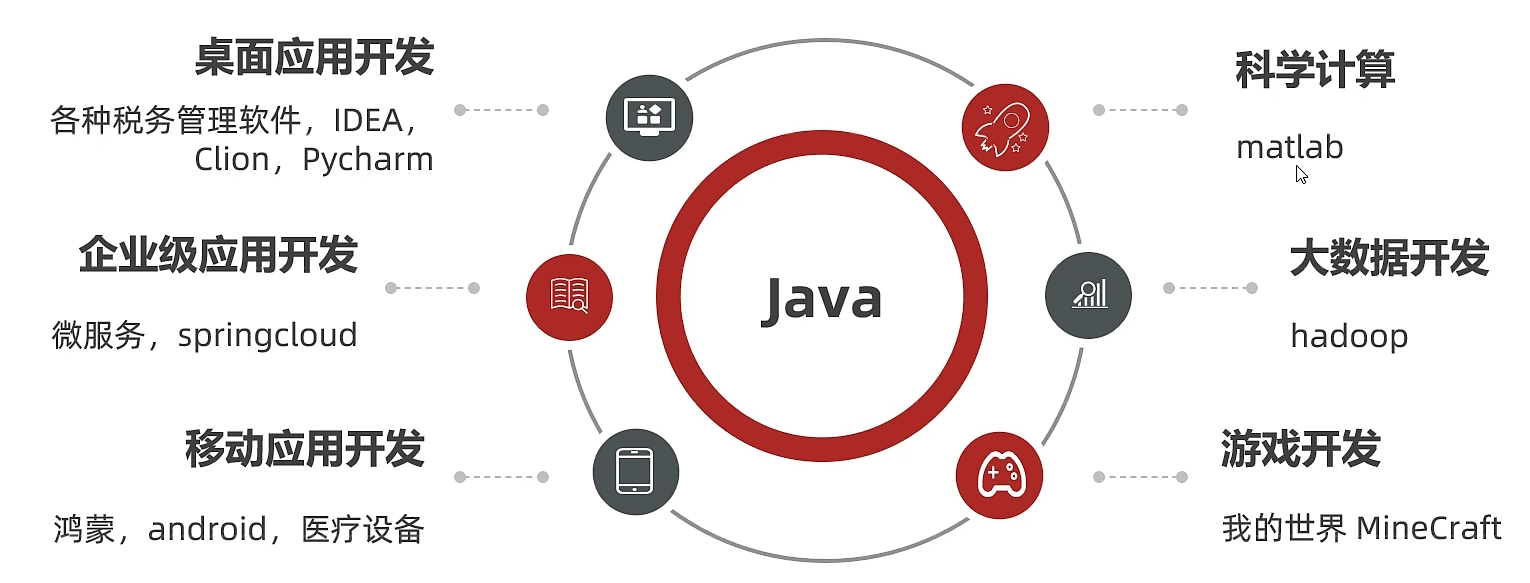 桌面应用开发
各种税务管理软件，IDEA，
Clion，Pycharm
企业级应用开发
微服务，springcloud
移动应用开发
鸿蒙，android，医疗设备
Java
科学计算
matlab
大数据开发
hadoop
游戏开发
我的世界 MineCraft